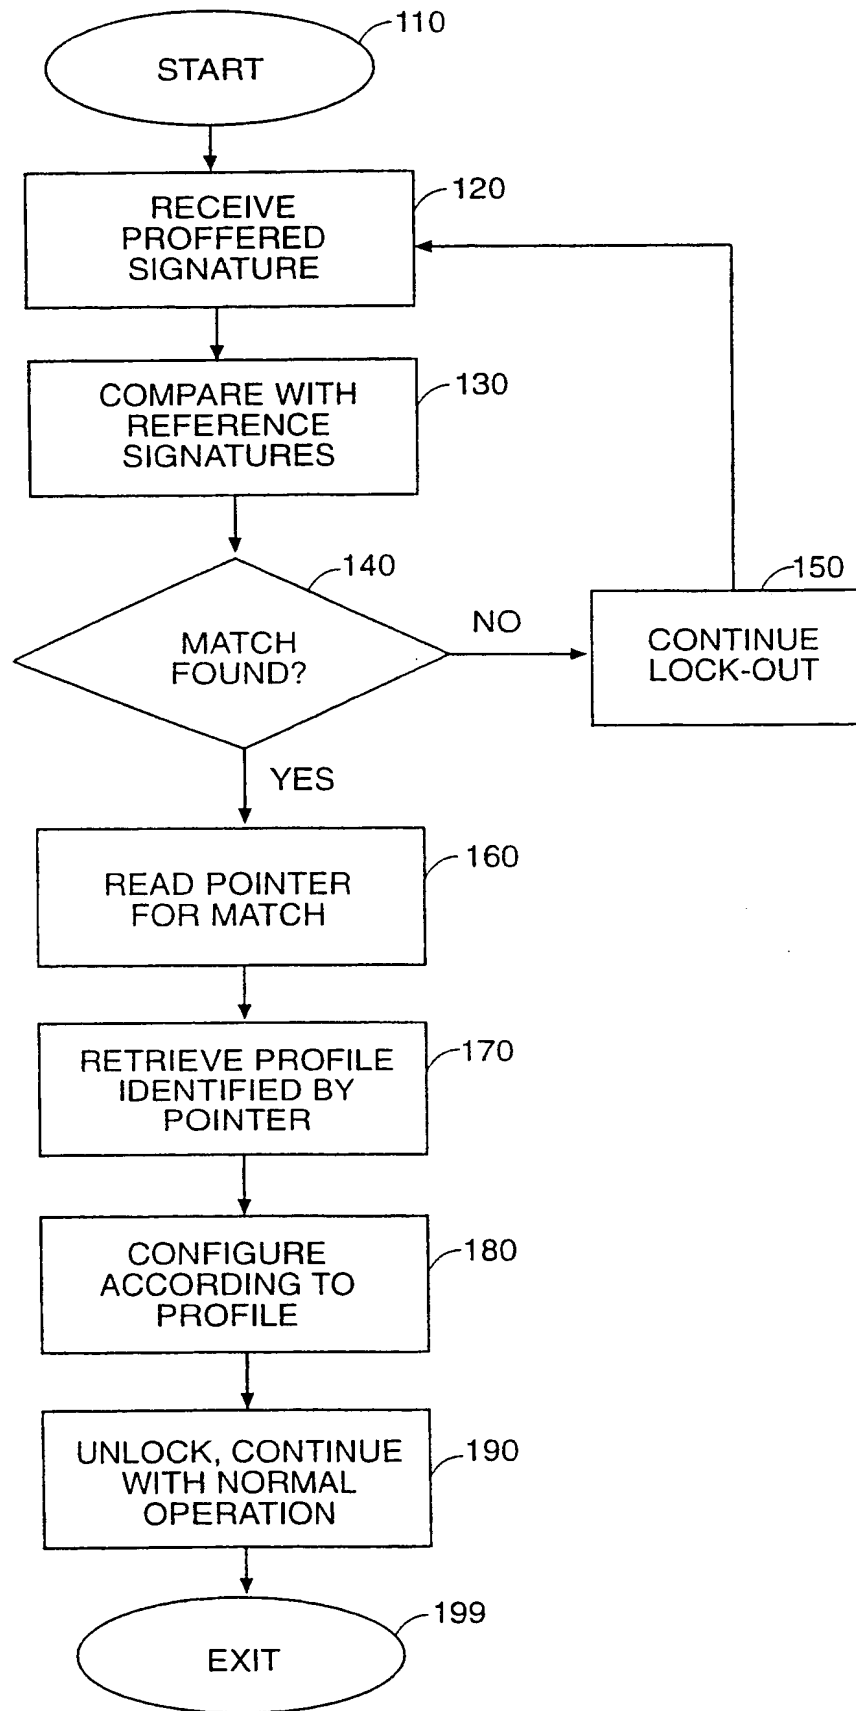 110
START
120
RECEIVE
PROFFERED
SIGNATURE
130
COMPARE WITH
REFERENCE
SIGNATURES
140
MATCH
FOUND?
NO
150
CONTINUE
LOCK-OUT
YES
160
READ POINTER
FOR MATCH
170
RETRIEVE PROFILE
IDENTIFIED BY
POINTER
180
CONFIGURE
ACCORDING TO
PROFILE
190
UNLOCK, CONTINUE
WITH NORMAL
OPERATION
199
EXIT